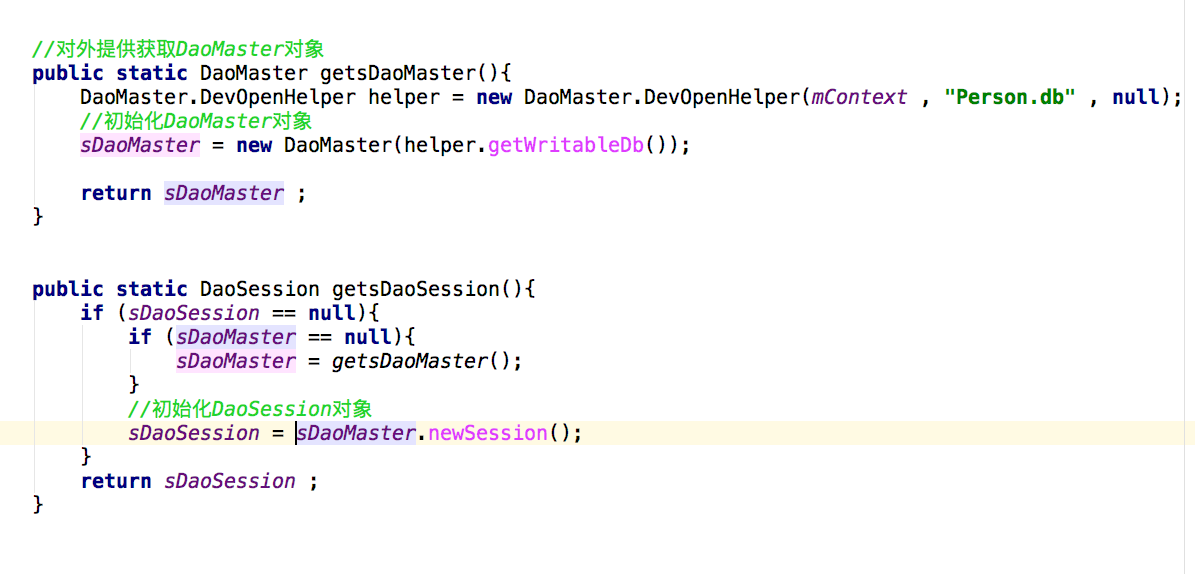 //对外提供获取DaoMaster对象
public static DaoMaster getsDaoMaster(){
    DaoMaster.DevOpenHelper helper = new DaoMaster.DevOpenHelper(mContext , "Person.db" , null);
    //初始化DaoMaster对象
    sDaoMaster = new DaoMaster(helper.getWritableDb());
    return sDaoMaster ;
}
public static DaoSession getsDaoSession(){
    if (sDaoSession == null){
        if (sDaoMaster == null){
            sDaoMaster = getsDaoMaster();
        }
        //初始化DaoSession对象
        sDaoSession = sDaoMaster.newSession();
    }
    return sDaoSession ;
}